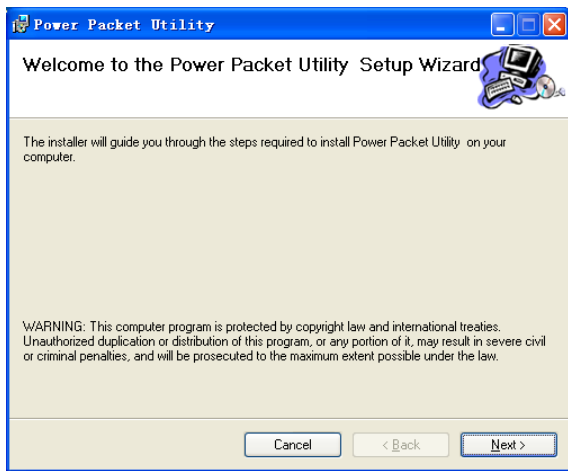 Power Packet Utility
Welcome to the Power Packet Utility Setup Wizard
The installer will guide you through the steps required to install Power Packet Utility on your
computer.
WARNING: This computer program is protected by copyright law and international treaties.
Unauthorized duplication or distribution of this program, or any portion of it, may result in severe civil
or criminal penalties, and will be prosecuted to the maximum extent possible under the law.
Cancel < Back Next >